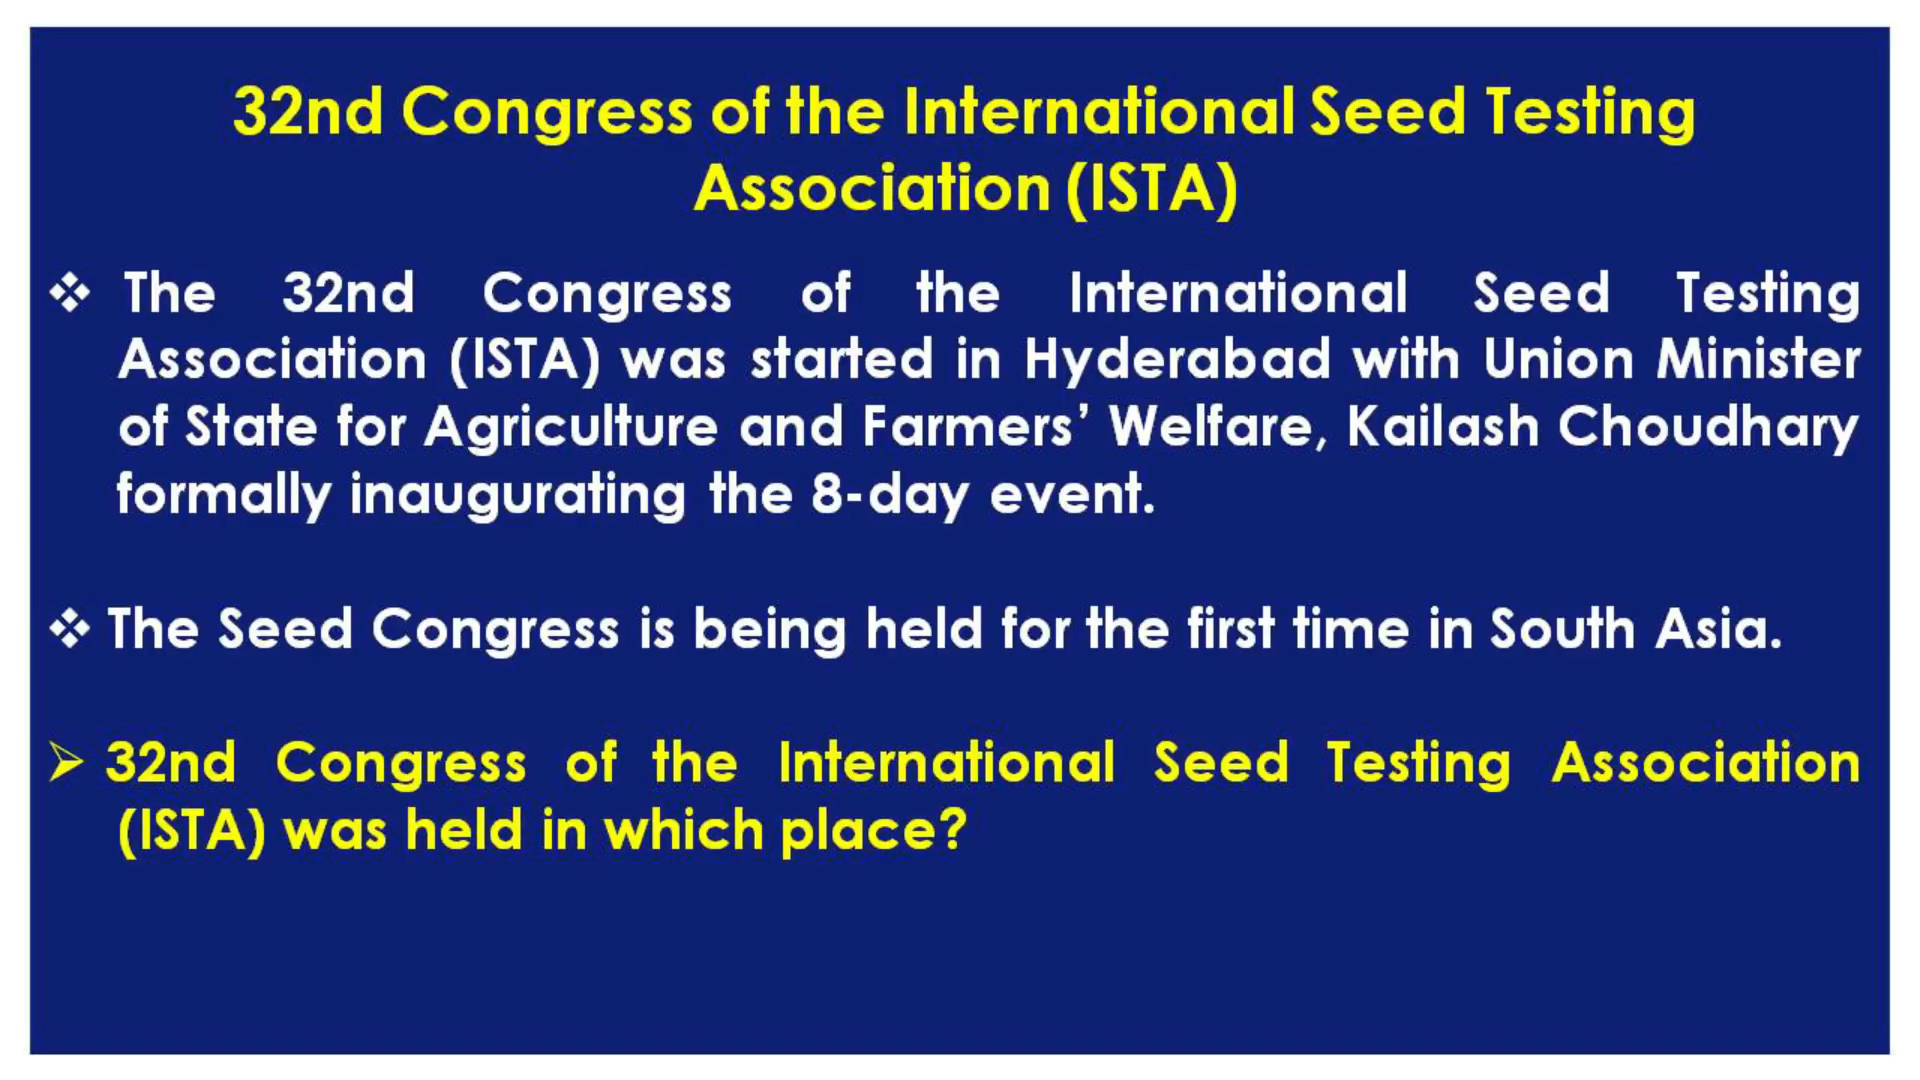 32nd Congress of the International Seed Testing
Association (ISTA)
❖ The 32nd Congress of the International Seed Testing
Association (ISTA) was started in Hyderabad with Union Minister
of State for Agriculture and Farmers’ Welfare, Kailash Choudhary
formally inaugurating the 8-day event.
❖ The Seed Congress is being held for the first time in South Asia.
➢ 32nd Congress of the International Seed Testing Association
(ISTA) was held in which place?